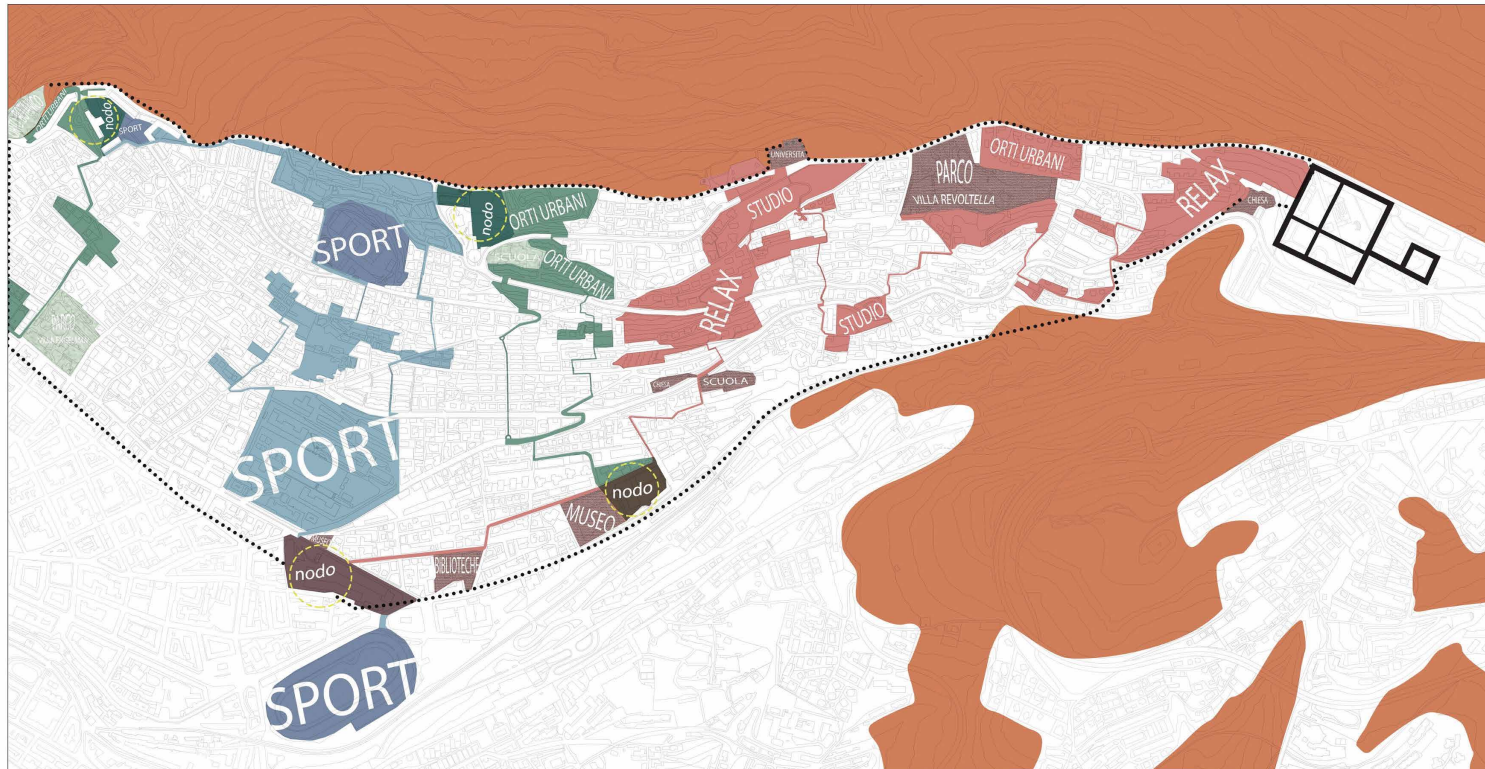 ORTI URBANI
nodo
SPORT
UNIVERSITA
PARCO
VILLA REVOLTELLA
ORTI URBANI
RELAX
CHIESA
STUDIO
nodo
ORTI URBANI
SPORT
SCUOLA
ORTI URBANI
RELAX
STUDIO
PARCO
CHIESA
SCUOLA
SPORT
nodo
MUSEO
nodo
BIBLIOTECHE
SPORT